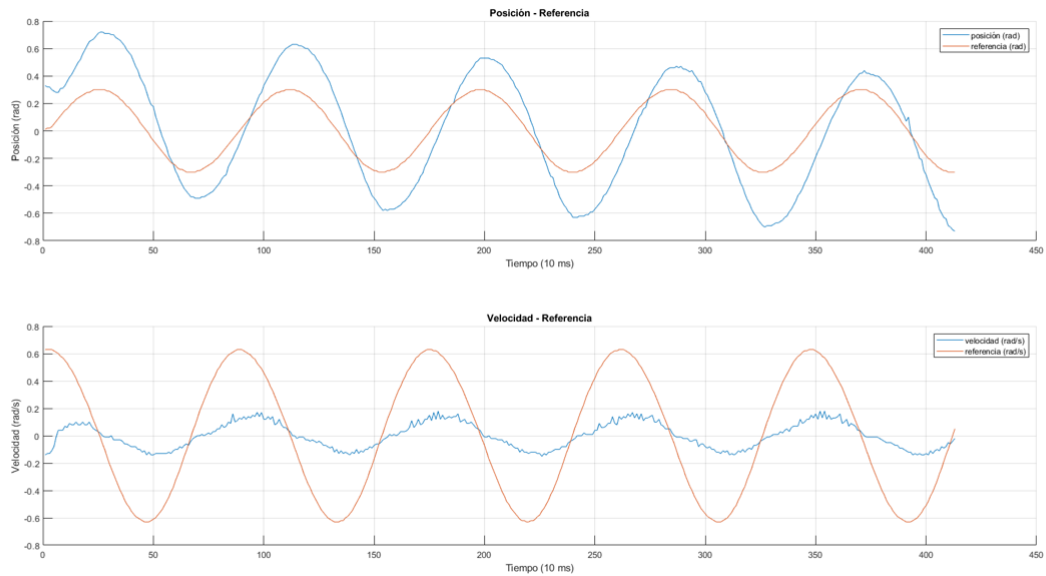 Posición - Referencia
0.8
0.6
0.4
0.2
0
-0.2
-0.4
-0.6
-0.8
Posición (rad)
posición (rad)
referencia (rad)
0 50 100 150 200 250 300 350 400 450
Tiempo (10 ms)
Velocidad - Referencia
0.8
0.6
0.4
0.2
0
-0.2
-0.4
-0.6
-0.8
Velocidad (rad/s)
velocidad (rad/s)
referencia (rad/s)
0 50 100 150 200 250 300 350 400 450
Tiempo (10 ms)